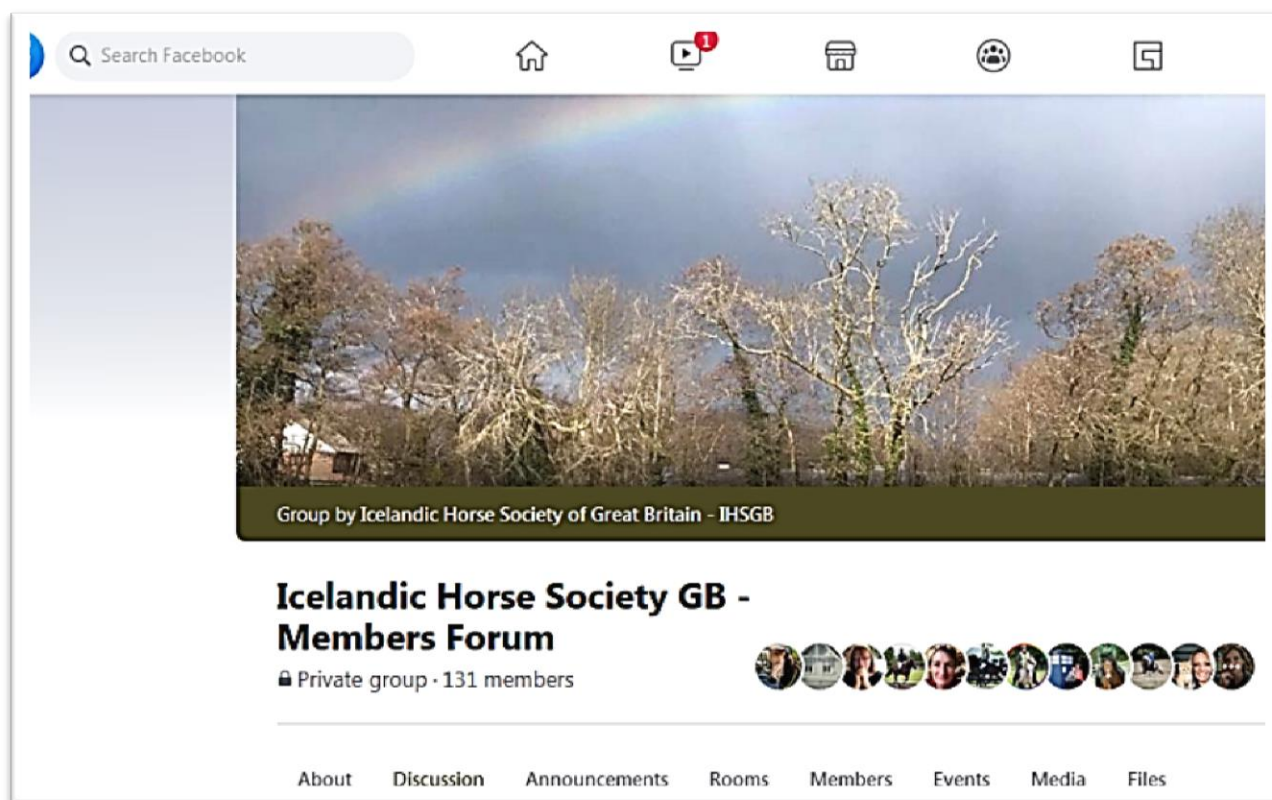 Search Facebook
1
Group by Icelandic Horse Society of Great Britain - IHSGB
Icelandic Horse Society GB -
Members Forum
Private group · 131 members
About Discussion Announcements Rooms Members Events Media Files